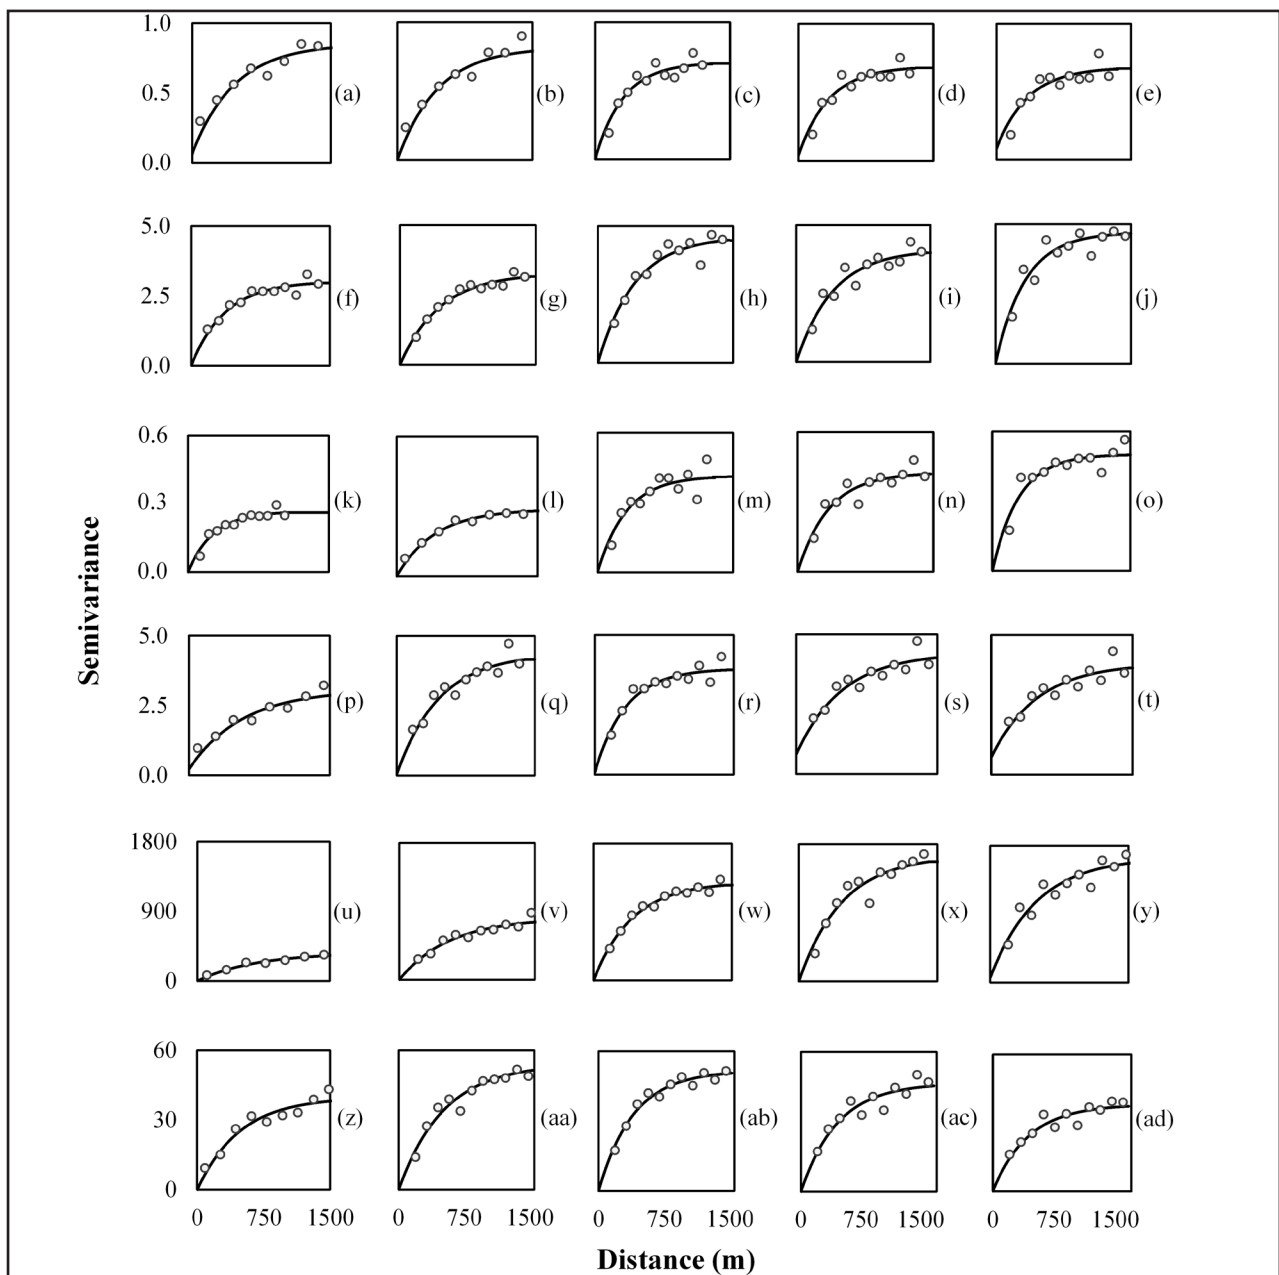 1.0
0.5 (a) (b) (c) (d) (e)
0.0
5.0
2.5 (f) (g) (h) (i) (j)
0.0
0.6
0.3 (k) (l) (m) (n) (o)
0.0
Semivariance
5.0
2.5 (p) (q) (r) (s) (t)
0.0
1800
900 (u) (v) (w) (x) (y)
0
60
30 (z) (aa) (ab) (ac) (ad)
0
0 750 1500 0 750 1500 0 750 1500 0 750 1500 0 750 1500
Distance (m)